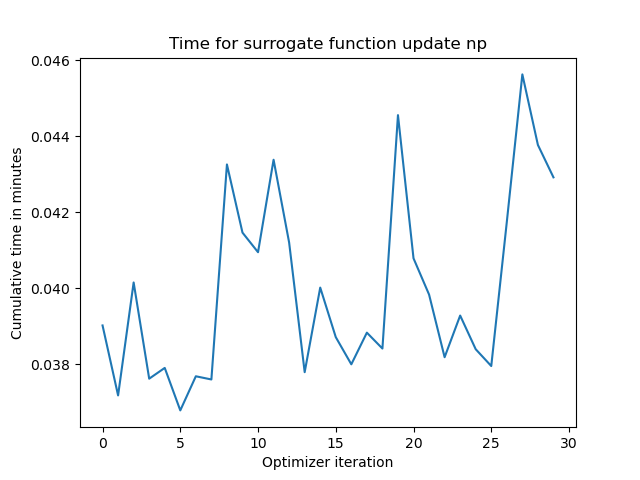 Time for surrogate function update np
0.046
0.044
0.042
0.040
0.038
Cumulative time in minutes
0 5 10 15 20 25 30
Optimizer iteration